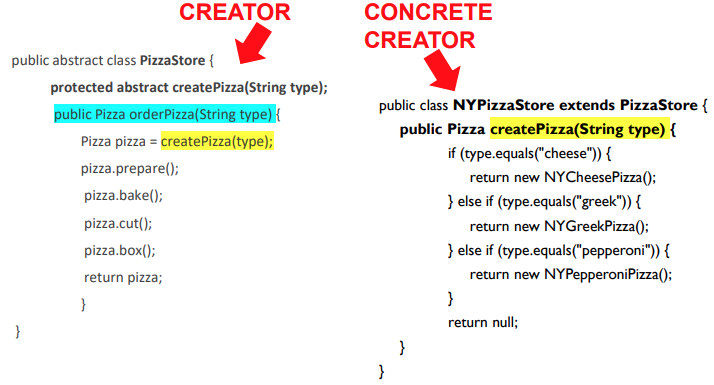 CREATOR
public abstract class PizzaStore {
protected abstract createPizza(String type);
public Pizza orderPizza(String type) {
Pizza pizza = createPizza(type);
pizza.prepare();
pizza.bake();
pizza.cut();
pizza.box();
return pizza;
}
}
CONCRETE
CREATOR
public class NYPizzaStore extends PizzaStore {
public Pizza createPizza(String type) {
if (type.equals("cheese")) {
return new NYCheesePizza();
} else if (type.equals("greek")) {
return new NYGreekPizza();
} else if (type.equals("pepperoni")) {
return new NYPepperoniPizza();
}
return null;
}
}